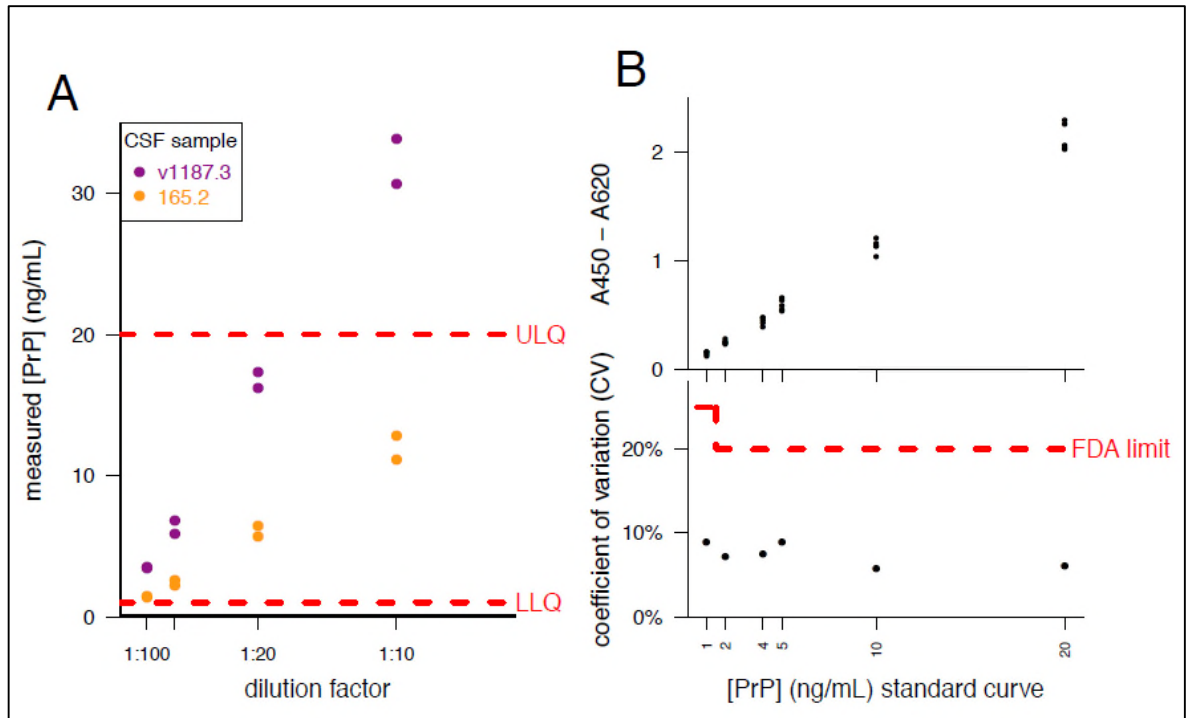 A
CSF sample
v1187.3
165.2
measured [PrP] (ng/mL)
30
20
10
0
ULQ
LLQ
1:100
1:20
1:10
dilution factor
B
A450 – A620
2
1
0
coefficient of variation (CV)
20%
10%
0%
FDA limit
1
2
4
5
10
20
[PrP] (ng/mL) standard curve